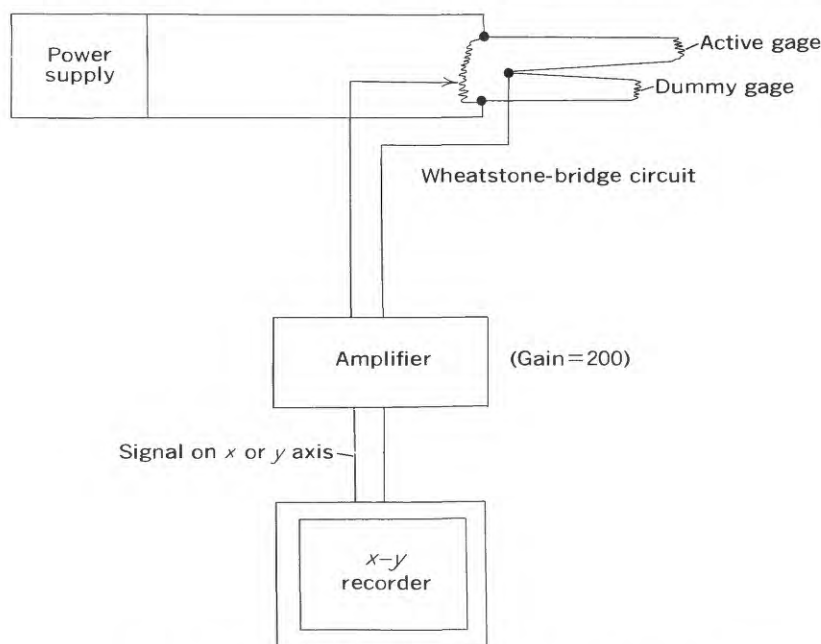 Power
supply
Active gage
Dummy gage
Wheatstone-bridge circuit
Amplifier
(Gain=200)
Signal on x or y axis
x–y
recorder